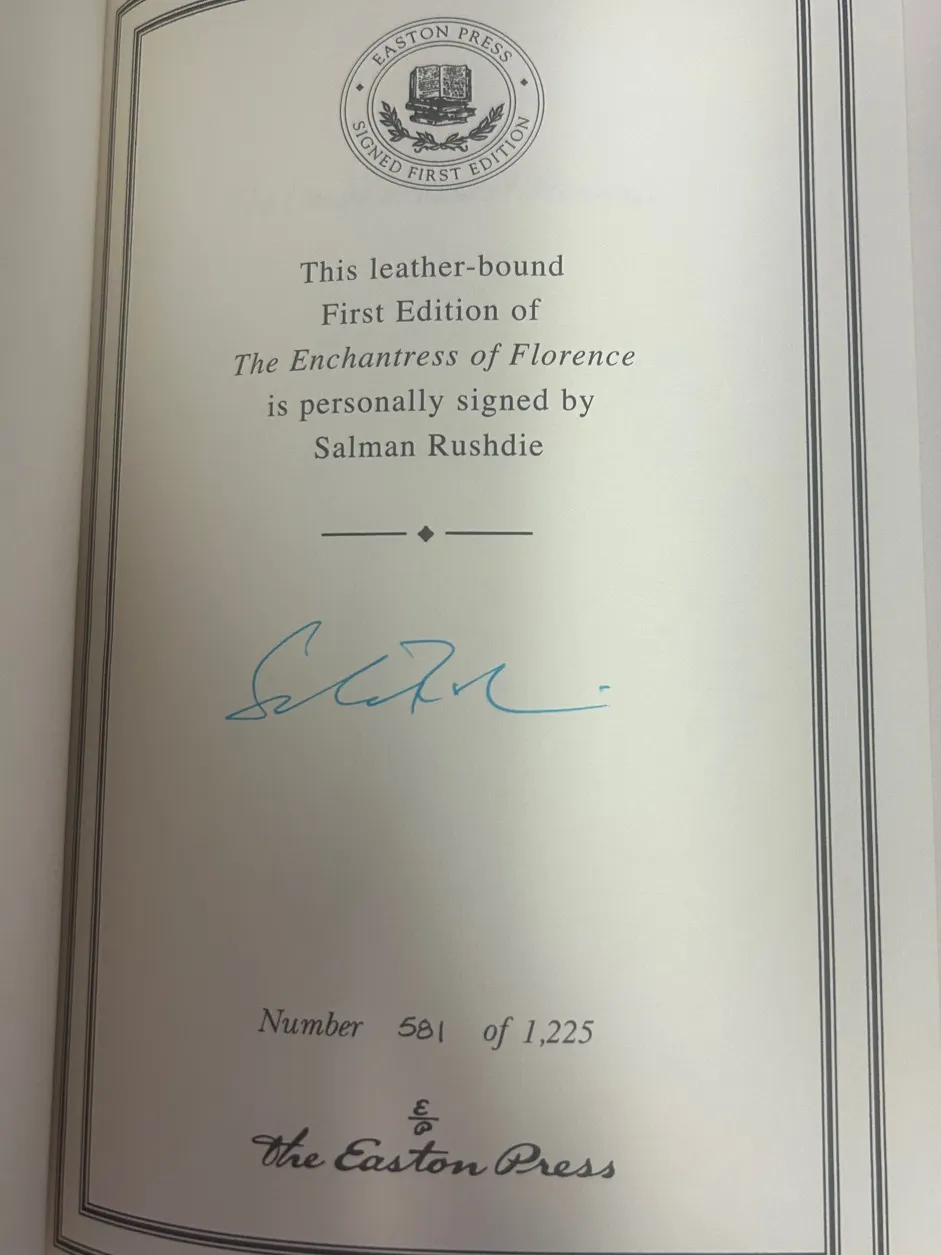 EASTON PRESS
SIGNED FIRST EDITION
This leather-bound
First Edition of
The Enchantress of Florence
is personally signed by
Salman Rushdie
Number 581 of 1,225
E
P
The Easton Press